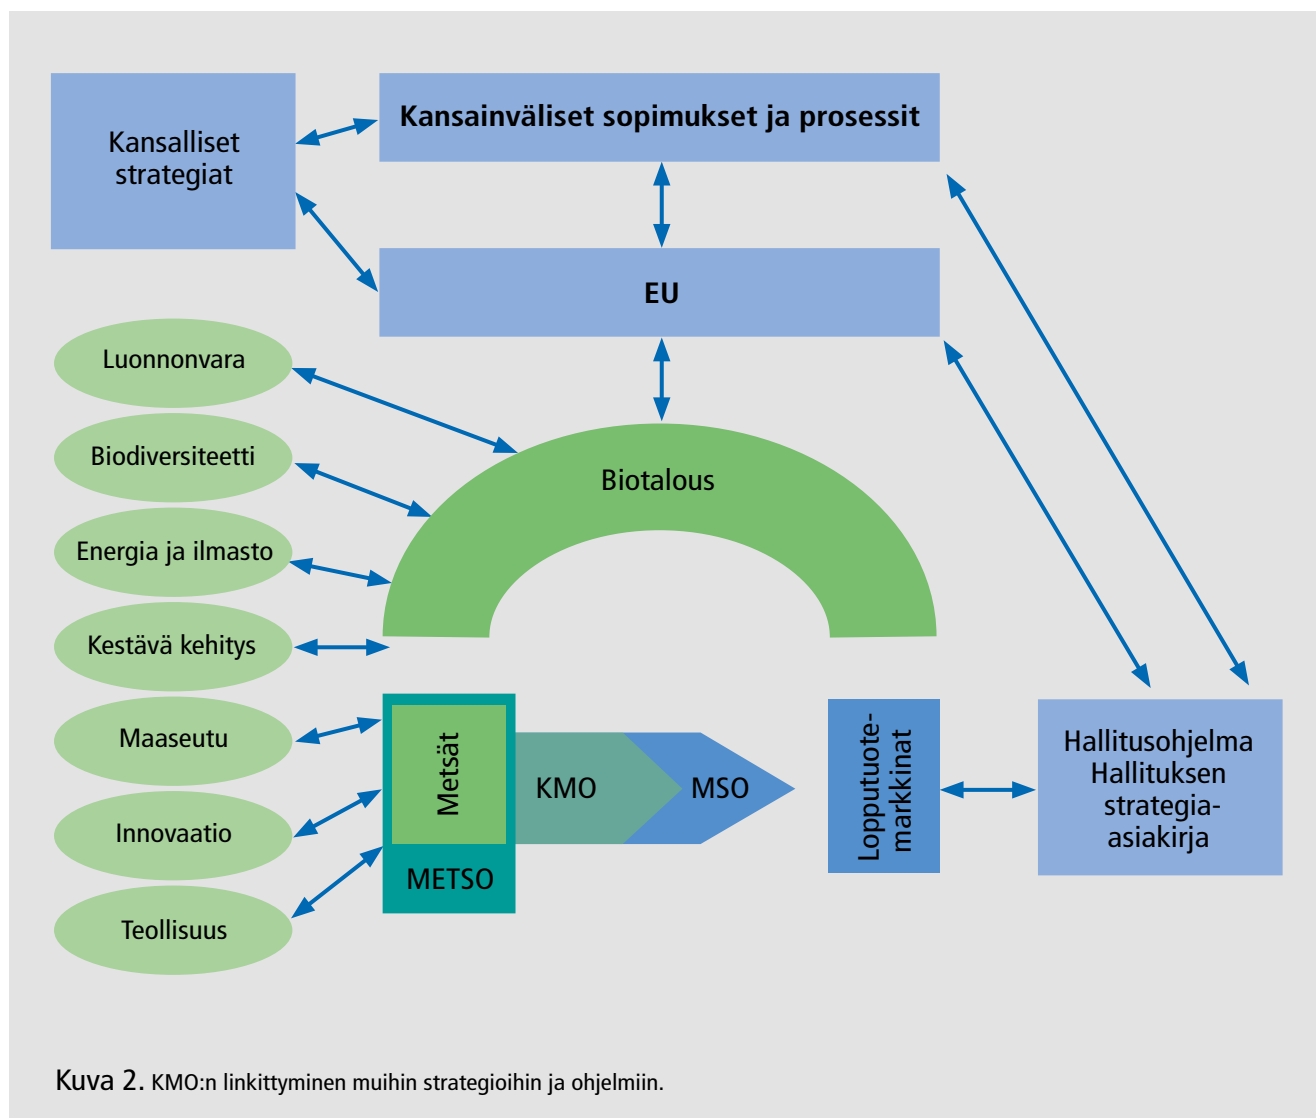 Kansalliset
strategiat
Kansainväliset sopimukset ja prosessit
EU
Luonnonvara
Biodiversiteetti
Energia ja ilmasto
Kestävä kehitys
Maaseutu
Innovaatio
Teollisuus
Biotalous
Metsät
METSO
KMO
MSO
Lopputuote-
markkinat
Hallitusohjelma
Hallituksen
strategia-
asiakirja
Kuva 2. KMO:n linkittyminen muihin strategioihin ja ohjelmiin.